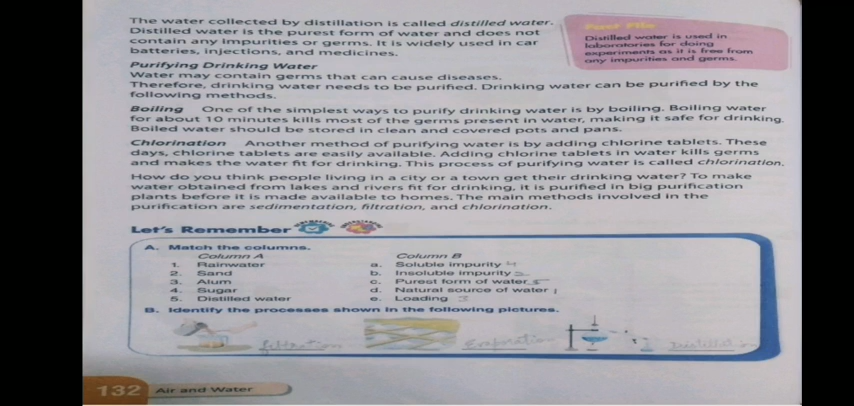 The water collected by distillation is called distilled water.
Distilled water is the purest form of water and does not
contain any impurities or germs. It is widely used in car
batteries, injections, and medicines.
Fact File
Distilled water is used in
laboratories for doing
experiments as it is free from
any impurities and germs.
Purifying Drinking Water
Water may contain germs that can cause diseases.
Therefore, drinking water needs to be purified. Drinking water can be purified by the
following methods.
Boiling One of the simplest ways to purify drinking water is by boiling. Boiling water
for about 10 minutes kills most of the germs present in water, making it safe for drinking.
Boiled water should be stored in clean and covered pots and pans.
Chlorination Another method of purifying water is by adding chlorine tablets. These
days, chlorine tablets are easily available. Adding chlorine tablets in water kills germs
and makes the water fit for drinking. This process of purifying water is called chlorination.
How do you think people living in a city or a town get their drinking water? To make
water obtained from lakes and rivers fit for drinking, it is purified in big purification
plants before it is made available to homes. The main methods involved in the
purification are sedimentation, filtration, and chlorination.
Let's Remember
A. Match the columns.
Column A Column B
1. Rainwater a. Soluble impurity 4
2. Sand b. Insoluble impurity 2
3. Alum c. Purest form of water 5
4. Sugar d. Natural source of water 1
5. Distilled water e. Loading 3
B. Identify the processes shown in the following pictures.
filtration Evaporation Distillation
132 Air and Water